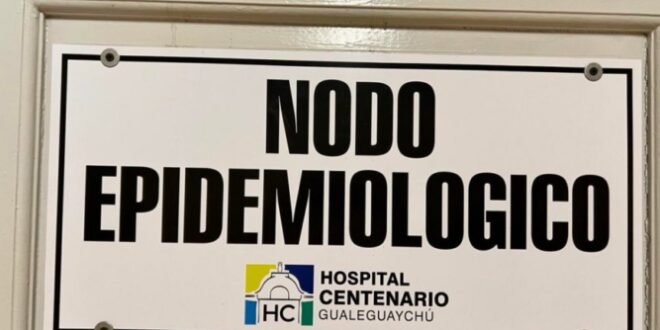 NODO
EPIDEMIOLOGICO
HC
HOSPITAL
CENTENARIO
GUALEGUAYCHÚ